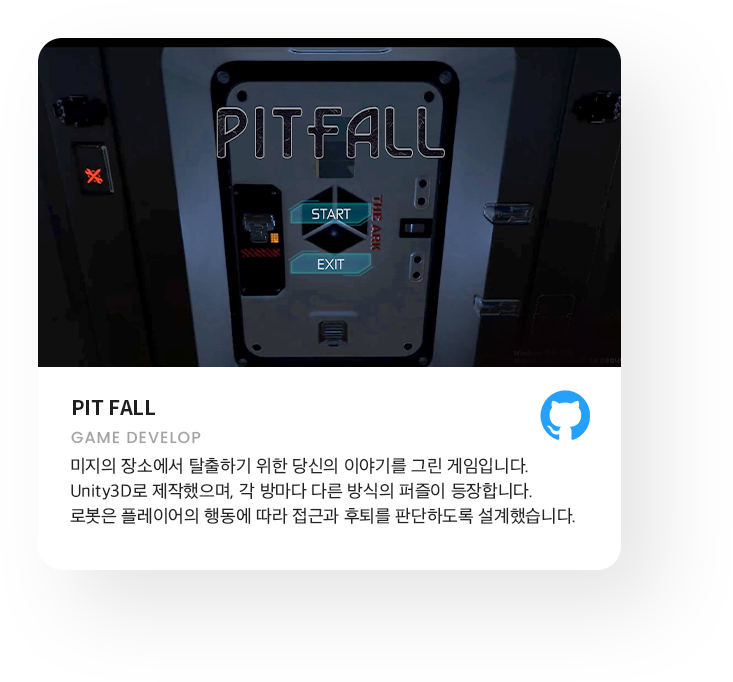 PITFALL
START
THE ARK
EXIT
PIT FALL
GAME DEVELOP
미지의 장소에서 탈출하기 위한 당신의 이야기를 그린 게임입니다.
Unity3D로 제작했으며, 각 방마다 다른 방식의 퍼즐이 등장합니다.
로봇은 플레이어의 행동에 따라 접근과 후퇴를 판단하도록 설계했습니다.